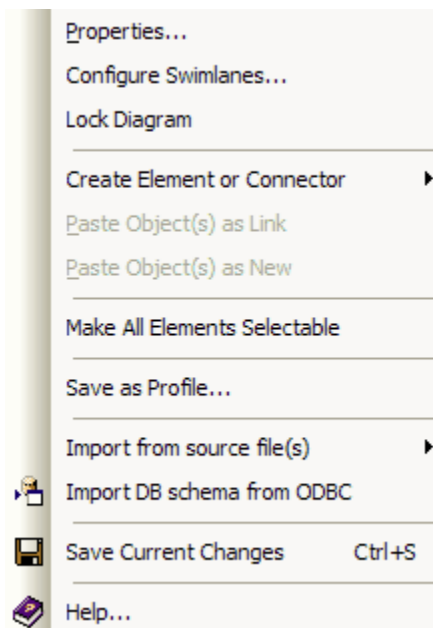 Properties...
Configure Swimlanes...
Lock Diagram
Create Element or Connector
Paste Object(s) as Link
Paste Object(s) as New
Make All Elements Selectable
Save as Profile...
Import from source file(s)
Import DB schema from ODBC
Save Current Changes Ctrl+S
Help...